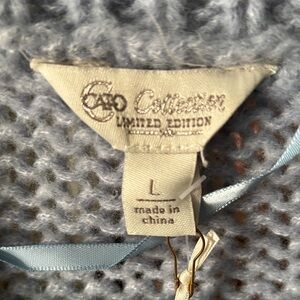 CATO Collection
LIMITED EDITION
L
made in
china